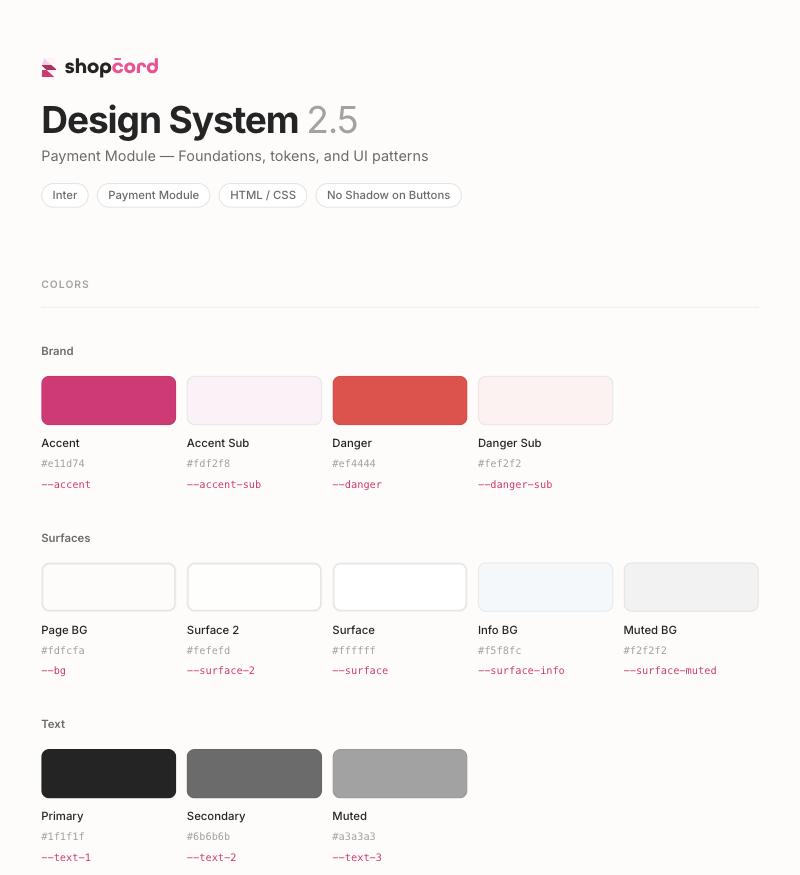 shopcord
Design System 2.5
Payment Module — Foundations, tokens, and UI patterns
Inter Payment Module HTML / CSS No Shadow on Buttons
COLORS
Brand
Accent Accent Sub Danger Danger Sub
#e11d74 #fdf2f8 #ef4444 #fef2f2
--accent --accent-sub --danger --danger-sub
Surfaces
Page BG Surface 2 Surface Info BG Muted BG
#fdfcfa #fefefd #ffffff #f5f8fc #f2f2f2
--bg --surface-2 --surface --surface-info --surface-muted
Text
Primary Secondary Muted
#1f1f1f #6b6b6b #a3a3a3
--text-1 --text-2 --text-3